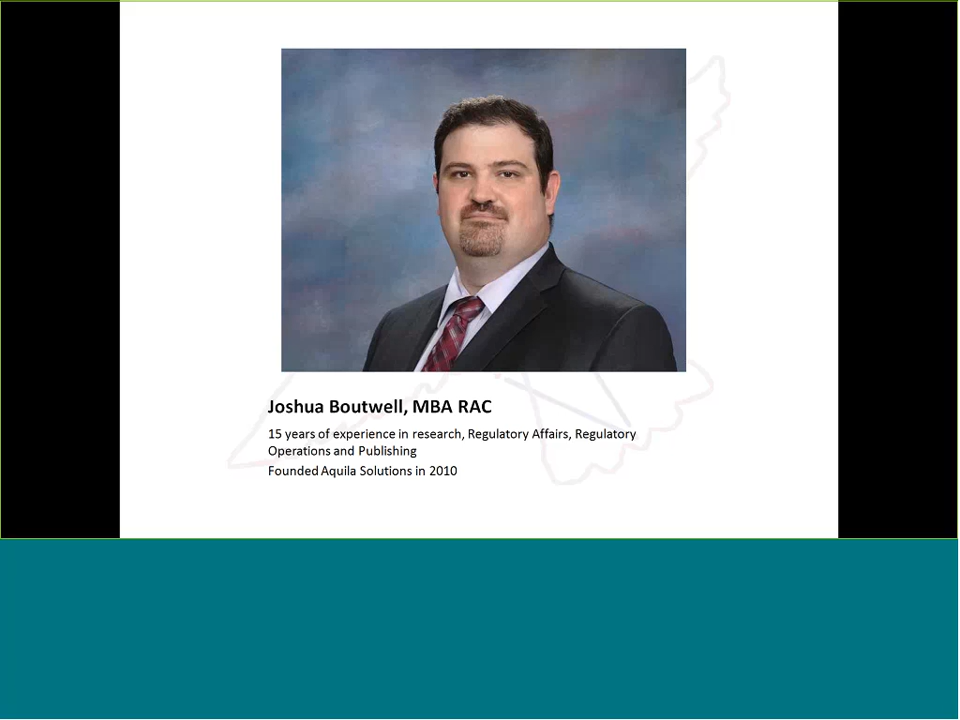 Joshua Boutwell, MBA RAC
15 years of experience in research, Regulatory Affairs, Regulatory
Operations and Publishing
Founded Aquila Solutions in 2010